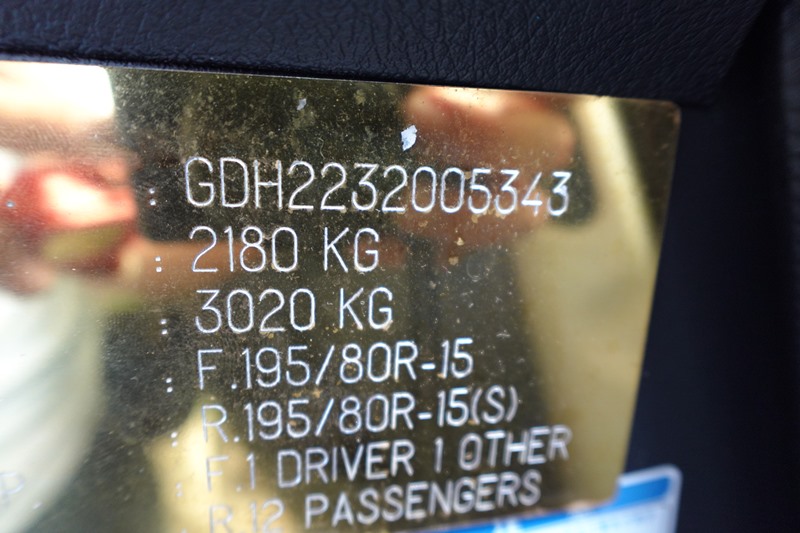 : GDH2232005343
: 2180 KG
: 3020 KG
: F.195/80R-15
: R.195/80R-15(S)
: F.1 DRIVER 1 OTHER
R.12 PASSENGERS